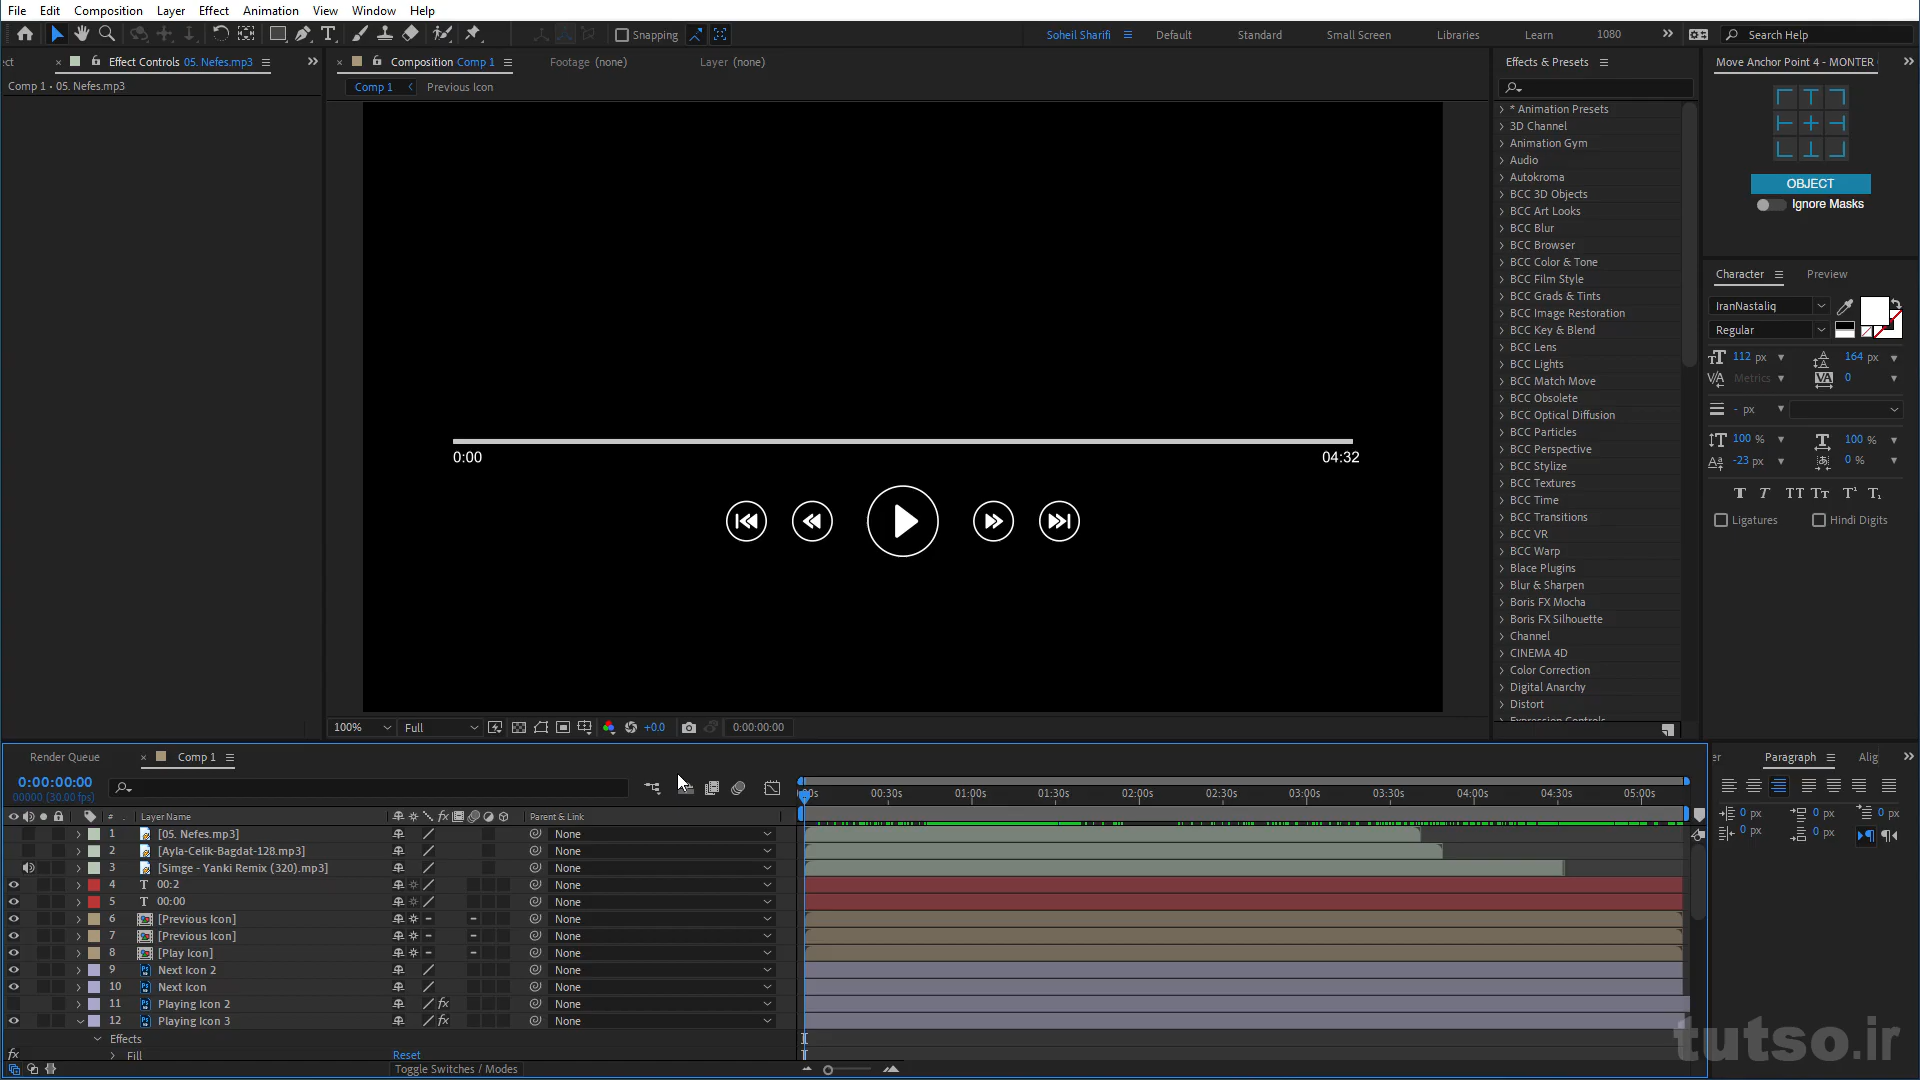 File Edit Composition Layer Effect Animation View Window Help
Snapping
Soheil Sharifi Default Standard Small Screen Libraries Learn 1080 Search Help
ct Effect Controls 05. Nefes.mp3
Comp 1 • 05. Nefes.mp3
Composition Comp 1 Footage (none) Layer (none)
Comp 1 Previous Icon
0:00 04:32
100% Full +0.0 0:00:00:00
Effects & Presets
* Animation Presets
3D Channel
Animation Gym
Audio
Autokroma
BCC 3D Objects
BCC Art Looks
BCC Blur
BCC Browser
BCC Color & Tone
BCC Film Style
BCC Grads & Tints
BCC Image Restoration
BCC Key & Blend
BCC Lens
BCC Lights
BCC Match Move
BCC Obsolete
BCC Optical Diffusion
BCC Particles
BCC Perspective
BCC Stylize
BCC Textures
BCC Time
BCC Transitions
BCC VR
BCC Warp
Blace Plugins
Blur & Sharpen
Boris FX Mocha
Boris FX Silhouette
Channel
CINEMA 4D
Color Correction
Digital Anarchy
Distort
Expression Controls
Move Anchor Point 4 - MONTER
OBJECT
Ignore Masks
Character Preview
IranNastaliq
Regular
112 px 164 px
Metrics 0
- px
100 % 100 %
-23 px 0 %
T T TT Tт T¹ T₁
Ligatures Hindi Digits
Render Queue Comp 1
0:00:00:00
00000 (30.00 fps)
00s 00:30s 01:00s 01:30s 02:00s 02:30s 03:00s 03:30s 04:00s 04:30s 05:00s
# Layer Name fx Parent & Link
1 [05. Nefes.mp3] None
2 [Ayla-Celik-Bagdat-128.mp3] None
3 [Simge - Yanki Remix (320).mp3] None
4 T 00:2 None
5 T 00:00 None
6 [Previous Icon] None
7 [Previous Icon] None
8 [Play Icon] None
9 Next Icon 2 None
10 Next Icon None
11 Playing Icon 2 fx None
12 Playing Icon 3 fx None
Effects
fx Fill Reset
Toggle Switches / Modes
er Paragraph Alig
0 px 0 px 0 px
0 px 0 px
tutso.ir